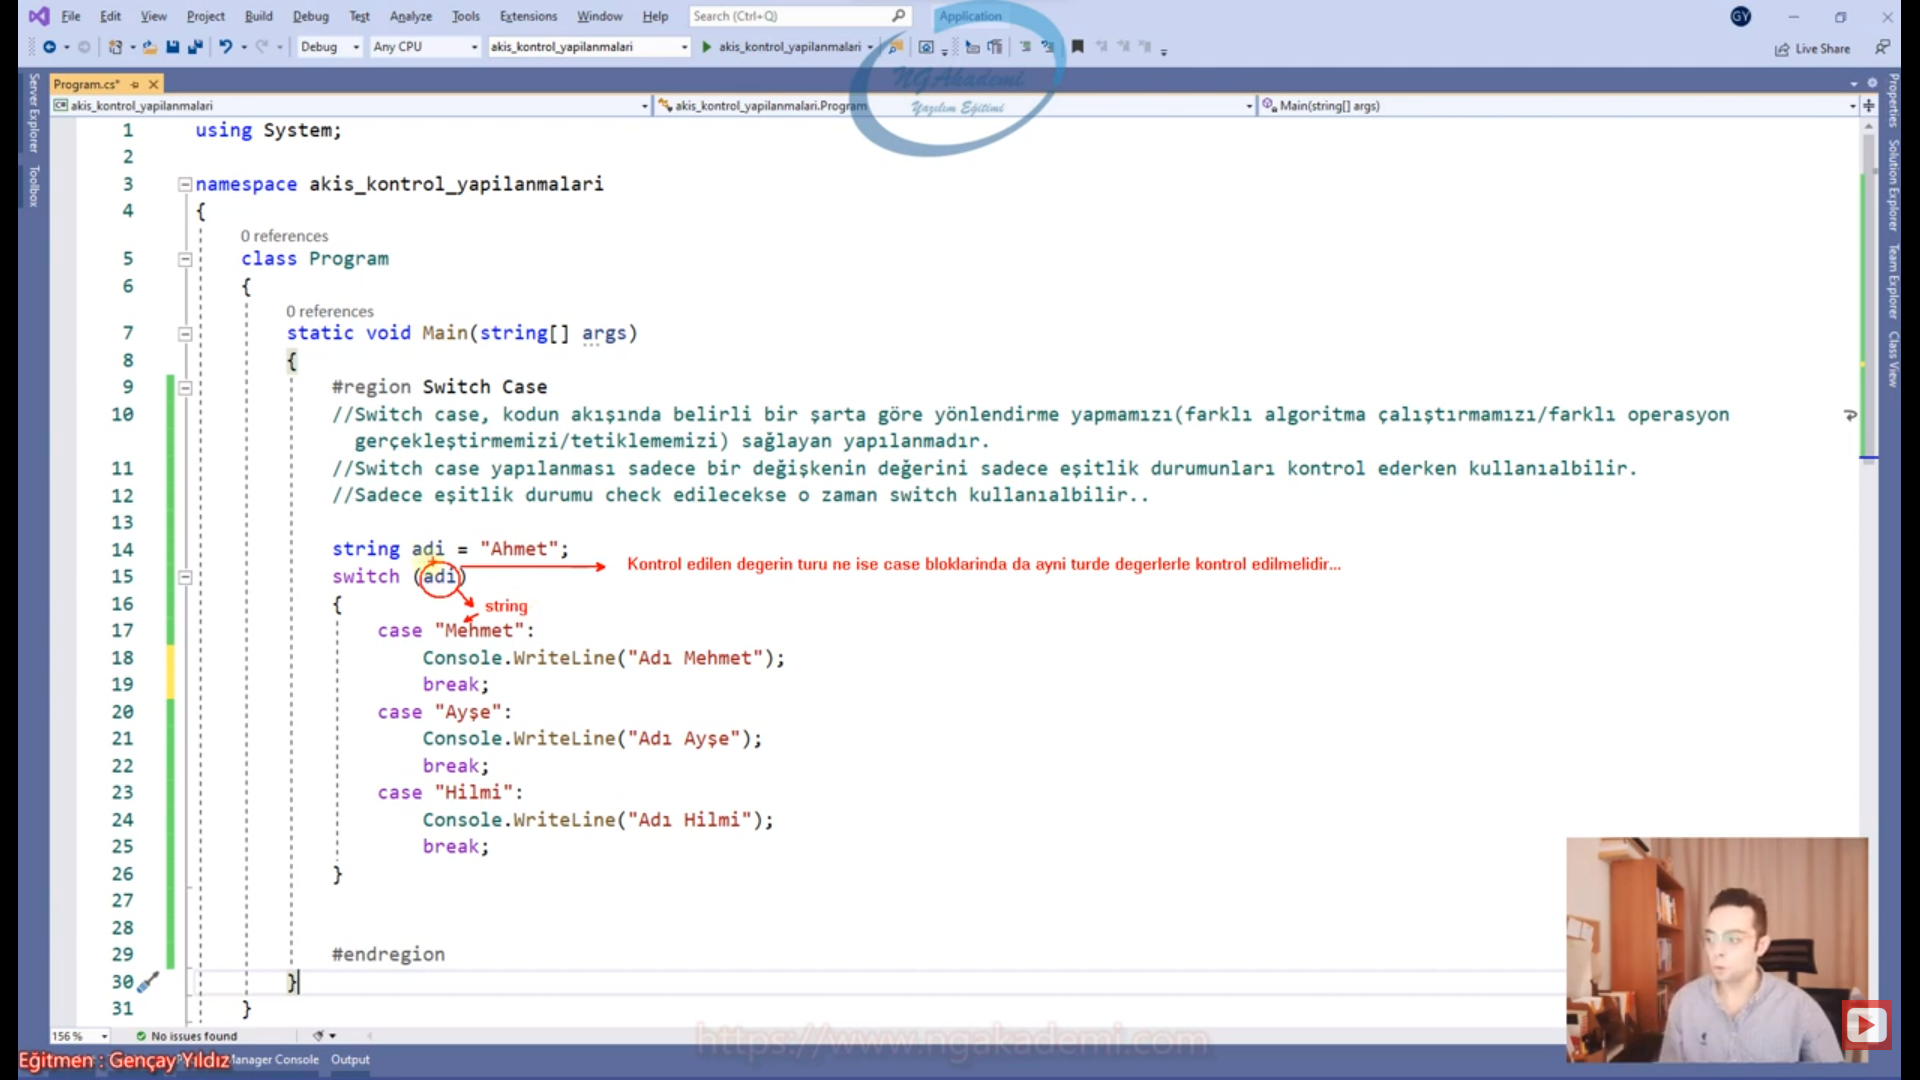 File Edit View Project Build Debug Test Analyze Tools Extensions Window Help Search (Ctrl+Q) Application GY
Debug Any CPU akis_kontrol_yapilanmalari akis_kontrol_yapilanmalari Live Share
NGAkademi
Yazılım Eğitimi
Program.cs*
akis_kontrol_yapilanmalari akis_kontrol_yapilanmalari.Program Main(string[] args)
Server Explorer
Toolbox
Properties
Solution Explorer
Team Explorer
Class View
1 using System;
2
3 namespace akis_kontrol_yapilanmalari
4 {
0 references
5 class Program
6 {
0 references
7 static void Main(string[] args)
8 {
9 #region Switch Case
10 //Switch case, kodun akışında belirli bir şarta göre yönlendirme yapmamızı(farklı algoritma çalıştırmamızı/farklı operasyon
gerçekleştirmemizi/tetiklememizi) sağlayan yapılanmadır.
11 //Switch case yapılanması sadece bir değişkenin değerini sadece eşitlik durumunları kontrol ederken kullanıalbilir.
12 //Sadece eşitlik durumu check edilecekse o zaman switch kullanıalbilir..
13
14 string adi = "Ahmet";
Kontrol edilen degerin turu ne ise case bloklarinda da ayni turde degerlerle kontrol edilmelidir...
15 switch (adi)
16 {
string
17 case "Mehmet":
18 Console.WriteLine("Adı Mehmet");
19 break;
20 case "Ayşe":
21 Console.WriteLine("Adı Ayşe");
22 break;
23 case "Hilmi":
24 Console.WriteLine("Adı Hilmi");
25 break;
26 }
27
28
29 #endregion
30 }
31 }
156 % No issues found
https://www.ngakademi.com
Eğitmen : Gençay Yıldız Manager Console Output